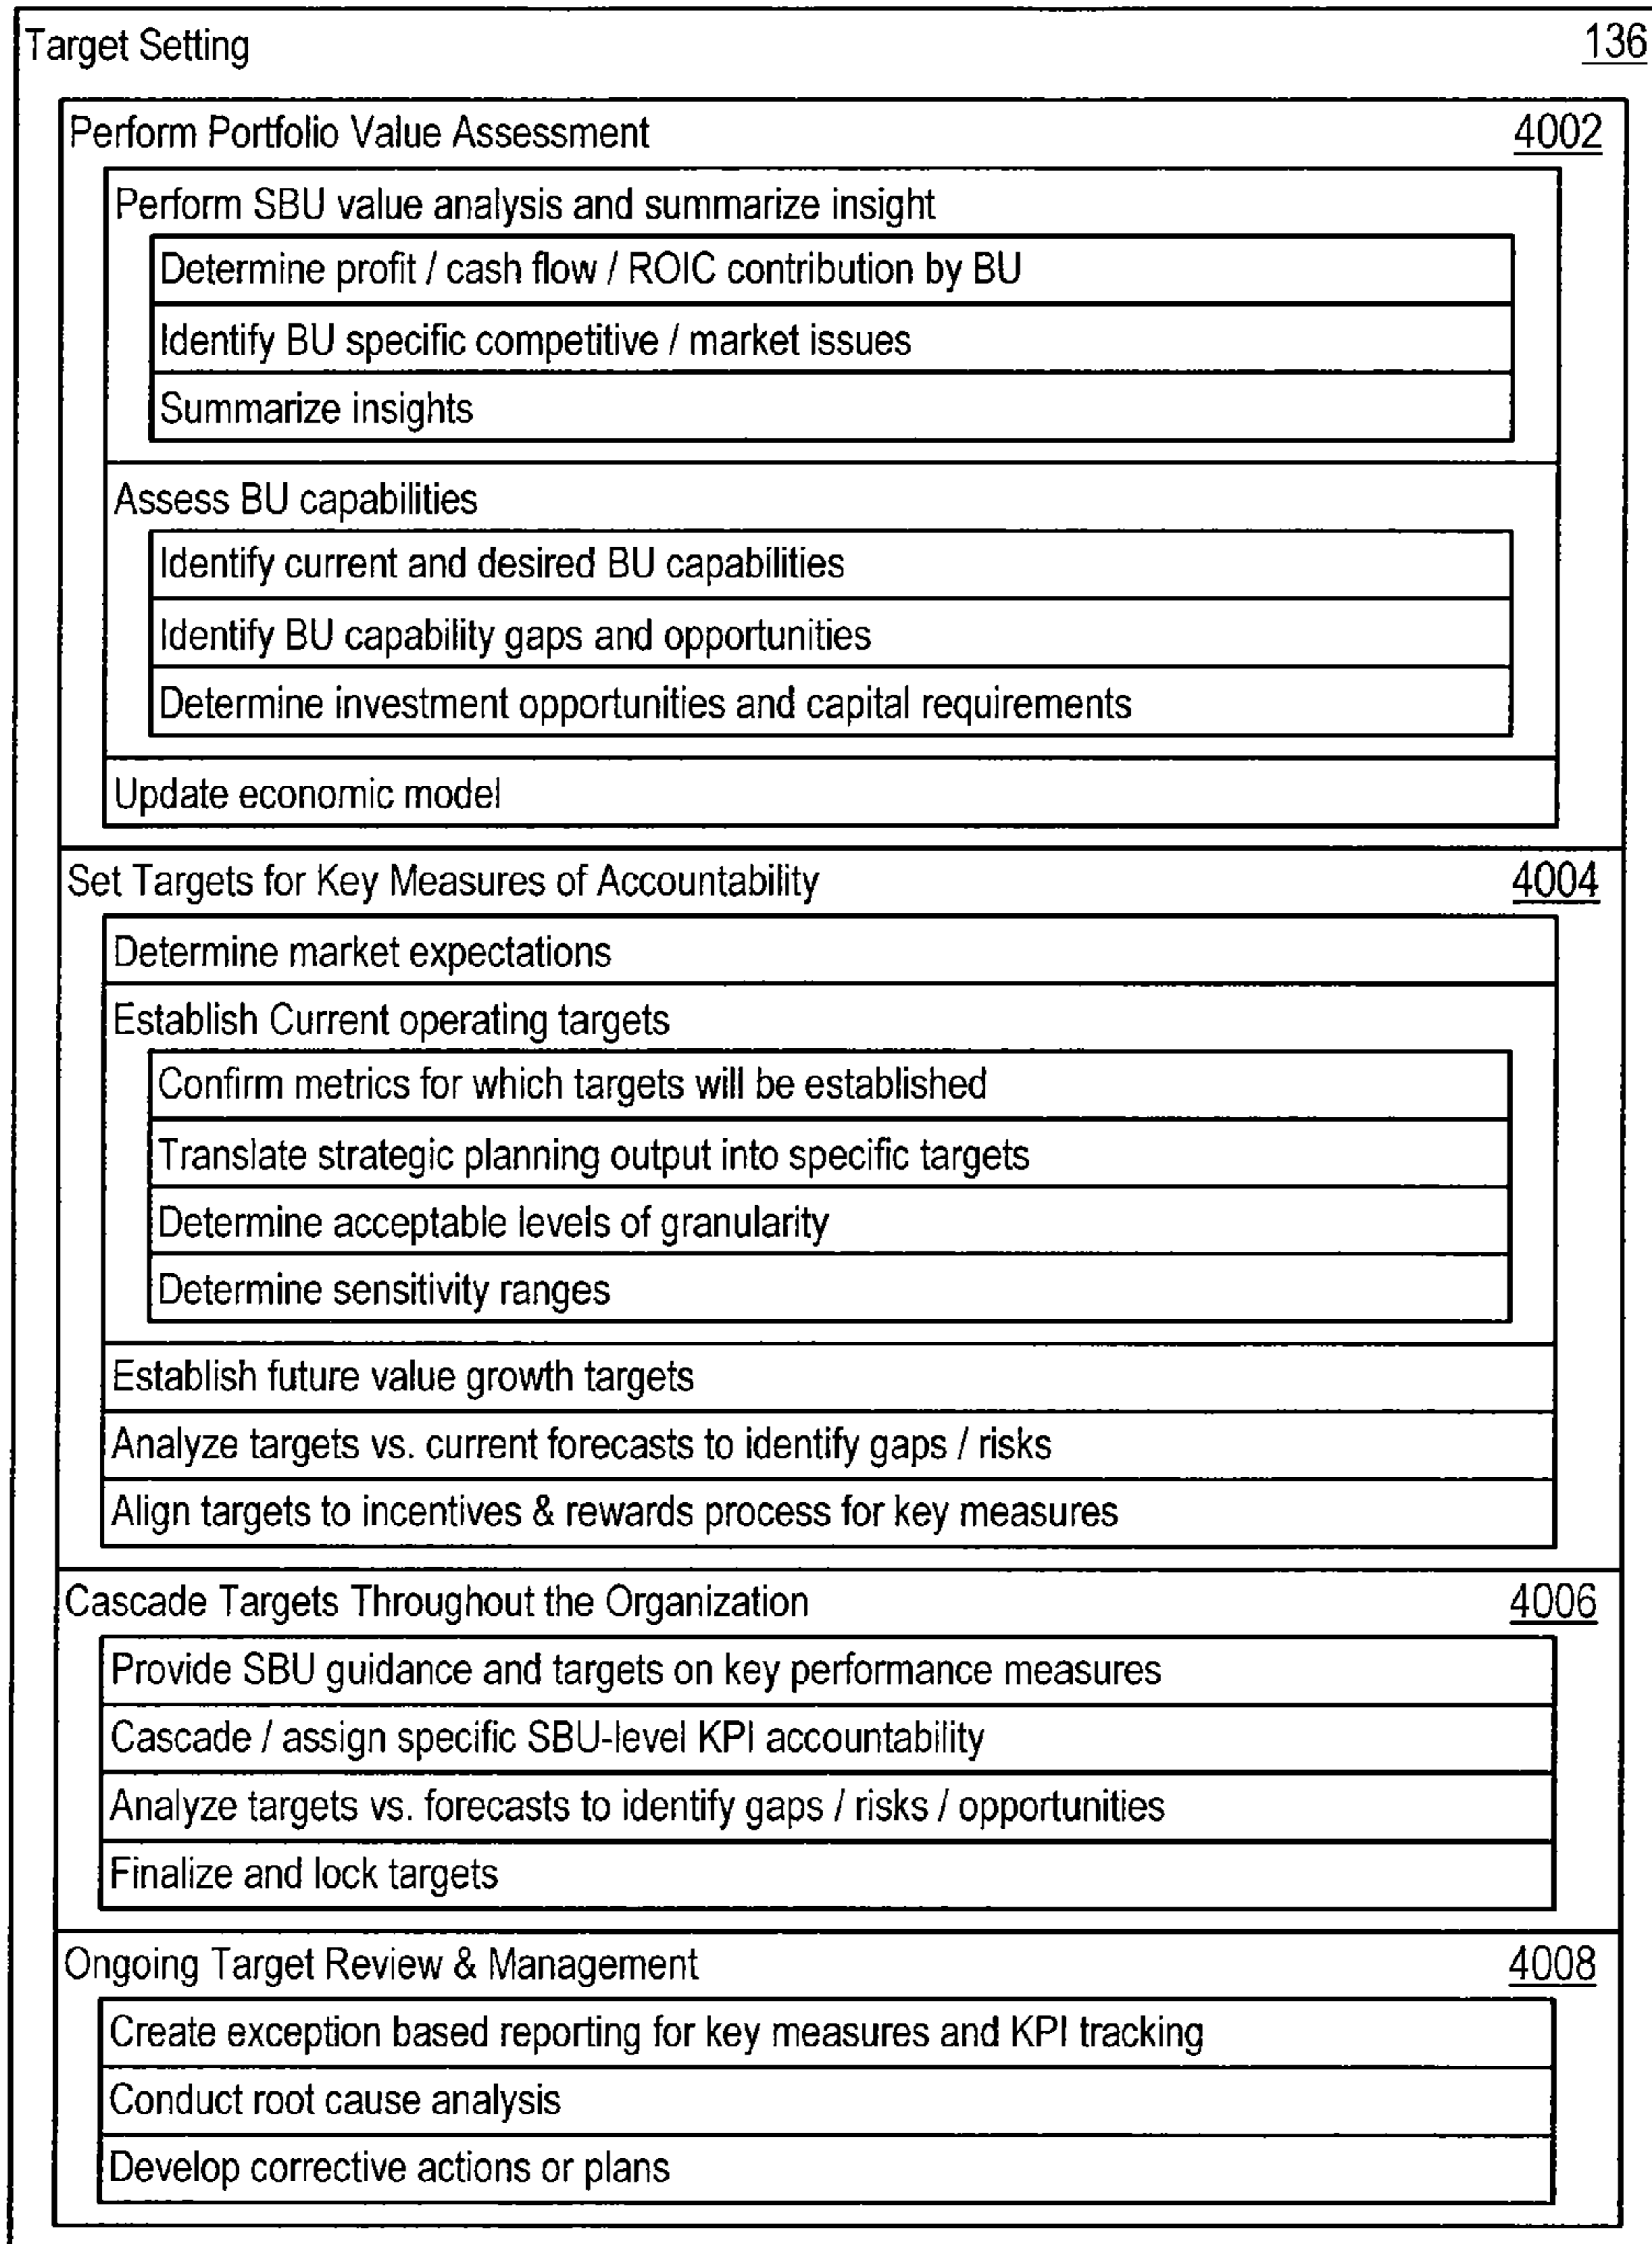 Target Setting 136
Perform Portfolio Value Assessment 4002
Perform SBU value analysis and summarize insight
Determine profit / cash flow / ROIC contribution by BU
Identify BU specific competitive / market issues
Summarize insights
Assess BU capabilities
Identify current and desired BU capabilities
Identify BU capability gaps and opportunities
Determine investment opportunities and capital requirements
Update economic model
Set Targets for Key Measures of Accountability 4004
Determine market expectations
Establish Current operating targets
Confirm metrics for which targets will be established
Translate strategic planning output into specific targets
Determine acceptable levels of granularity
Determine sensitivity ranges
Establish future value growth targets
Analyze targets vs. current forecasts to identify gaps / risks
Align targets to incentives & rewards process for key measures
Cascade Targets Throughout the Organization 4006
Provide SBU guidance and targets on key performance measures
Cascade / assign specific SBU-level KPI accountability
Analyze targets vs. forecasts to identify gaps / risks / opportunities
Finalize and lock targets
Ongoing Target Review & Management 4008
Create exception based reporting for key measures and KPI tracking
Conduct root cause analysis
Develop corrective actions or plans